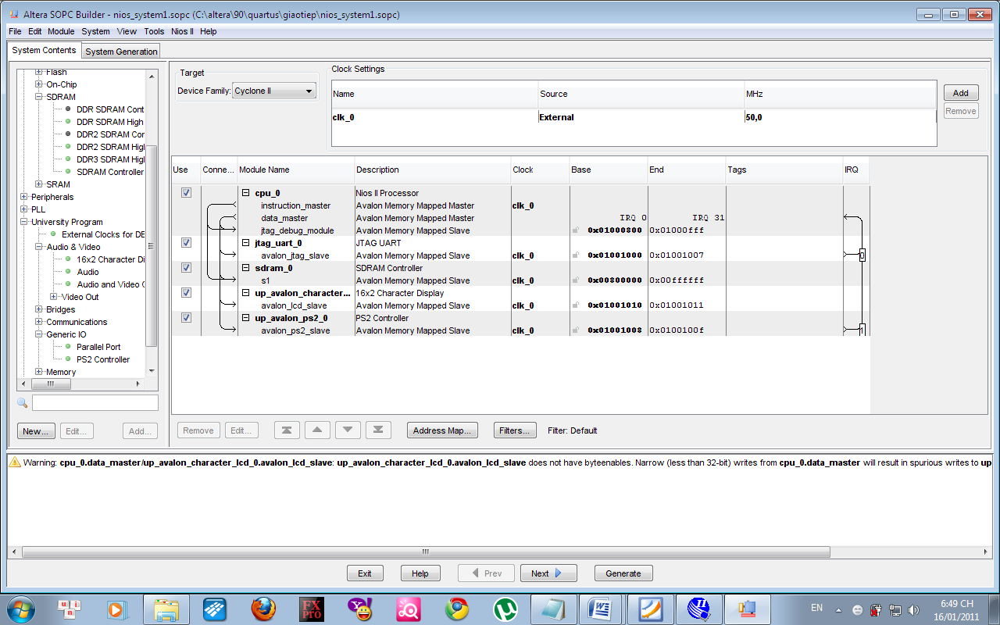 Altera SOPC Builder - nios_system1.sopc (C:\altera\90\quartus\giaotiep\nios_system1.sopc)
File Edit Module System View Tools Nios II Help
System Contents System Generation
Flash
On-Chip
SDRAM
DDR SDRAM Cont
DDR SDRAM High
DDR2 SDRAM Cor
DDR2 SDRAM Hig
DDR3 SDRAM Hig
SDRAM Controller
SRAM
Peripherals
PLL
University Program
External Clocks for DE
Audio & Video
16x2 Character Di
Audio
Audio and Video C
Video Out
Bridges
Communications
Generic IO
Parallel Port
PS2 Controller
Memory
New... Edit... Add...
Target
Device Family: Cyclone II
Clock Settings
Name Source MHz
clk_0 External 50,0
Add
Remove
Use Conne... Module Name Description Clock Base End Tags IRQ
cpu_0 Nios II Processor
instruction_master Avalon Memory Mapped Master clk_0
data_master Avalon Memory Mapped Master IRQ 0 IRQ 31
jtag_debug_module Avalon Memory Mapped Slave 0x01000800 0x01000fff
jtag_uart_0 JTAG UART
avalon_jtag_slave Avalon Memory Mapped Slave clk_0 0x01001000 0x01001007 0
sdram_0 SDRAM Controller
s1 Avalon Memory Mapped Slave clk_0 0x00800000 0x00ffffff
up_avalon_character... 16x2 Character Display
avalon_lcd_slave Avalon Memory Mapped Slave clk_0 0x01001010 0x01001011
up_avalon_ps2_0 PS2 Controller
avalon_ps2_slave Avalon Memory Mapped Slave clk_0 0x01001008 0x0100100f 1
Remove Edit... Address Map... Filters... Filter: Default
Warning: cpu_0.data_master/up_avalon_character_lcd_0.avalon_lcd_slave: up_avalon_character_lcd_0.avalon_lcd_slave does not have byteenables. Narrow (less than 32-bit) writes from cpu_0.data_master will result in spurious writes to up
Exit Help Prev Next Generate
u n i
FX Pro
W
EN
6:49 CH
16/01/2011